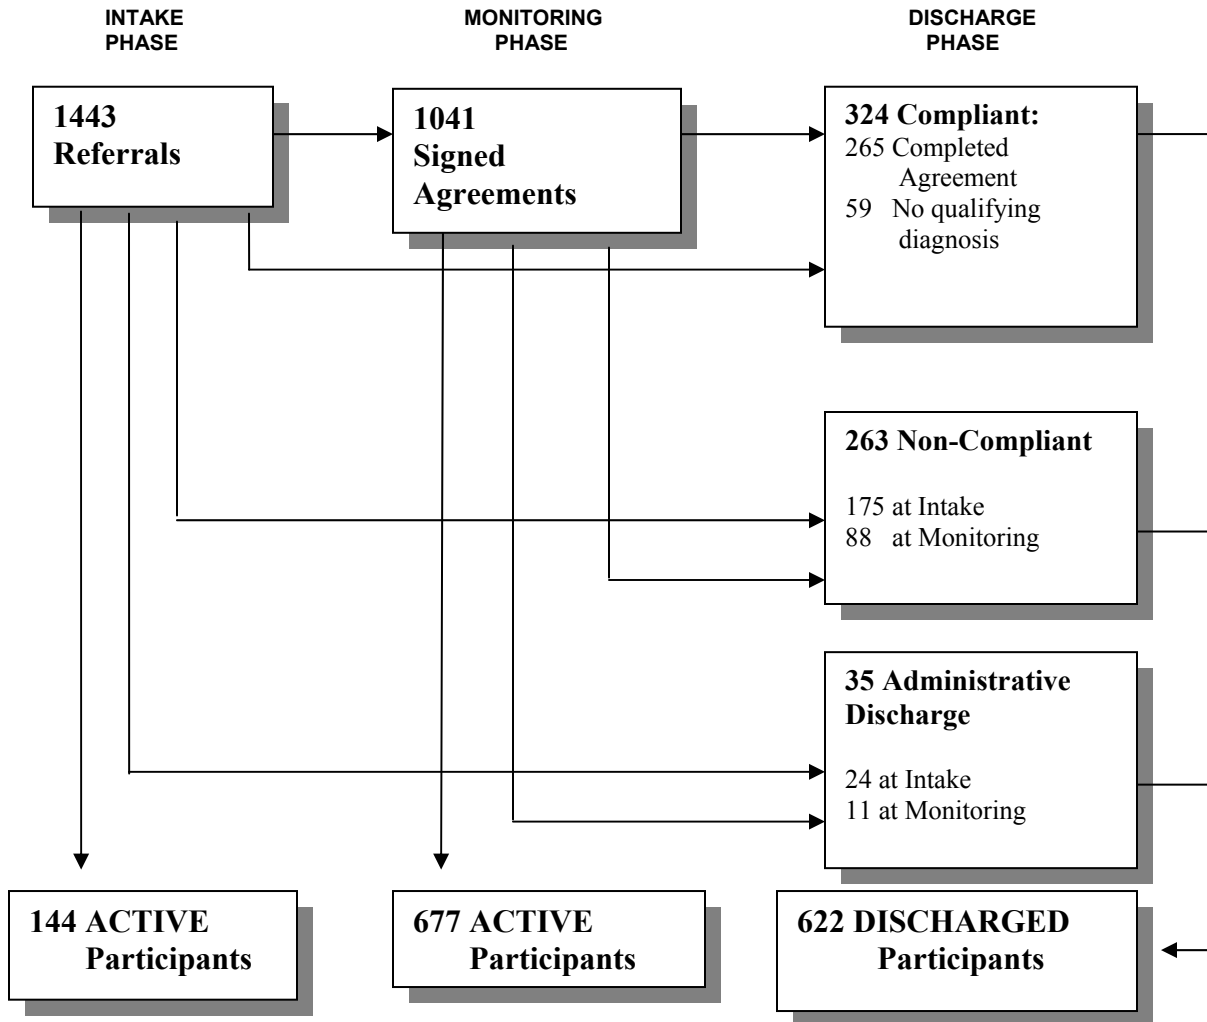 INTAKE
PHASE
MONITORING
PHASE
DISCHARGE
PHASE
1443
Referrals
1041
Signed
Agreements
324 Compliant:
265 Completed
Agreement
59 No qualifying
diagnosis
263 Non-Compliant
175 at Intake
88 at Monitoring
35 Administrative
Discharge
24 at Intake
11 at Monitoring
144 ACTIVE
Participants
677 ACTIVE
Participants
622 DISCHARGED
Participants